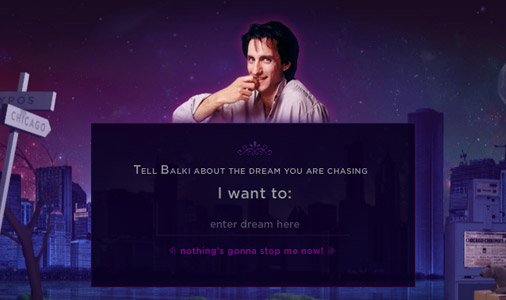 YPOS
CHICAGO
Tell Balki about the dream you are chasing
I want to:
enter dream here
nothing's gonna stop me now!